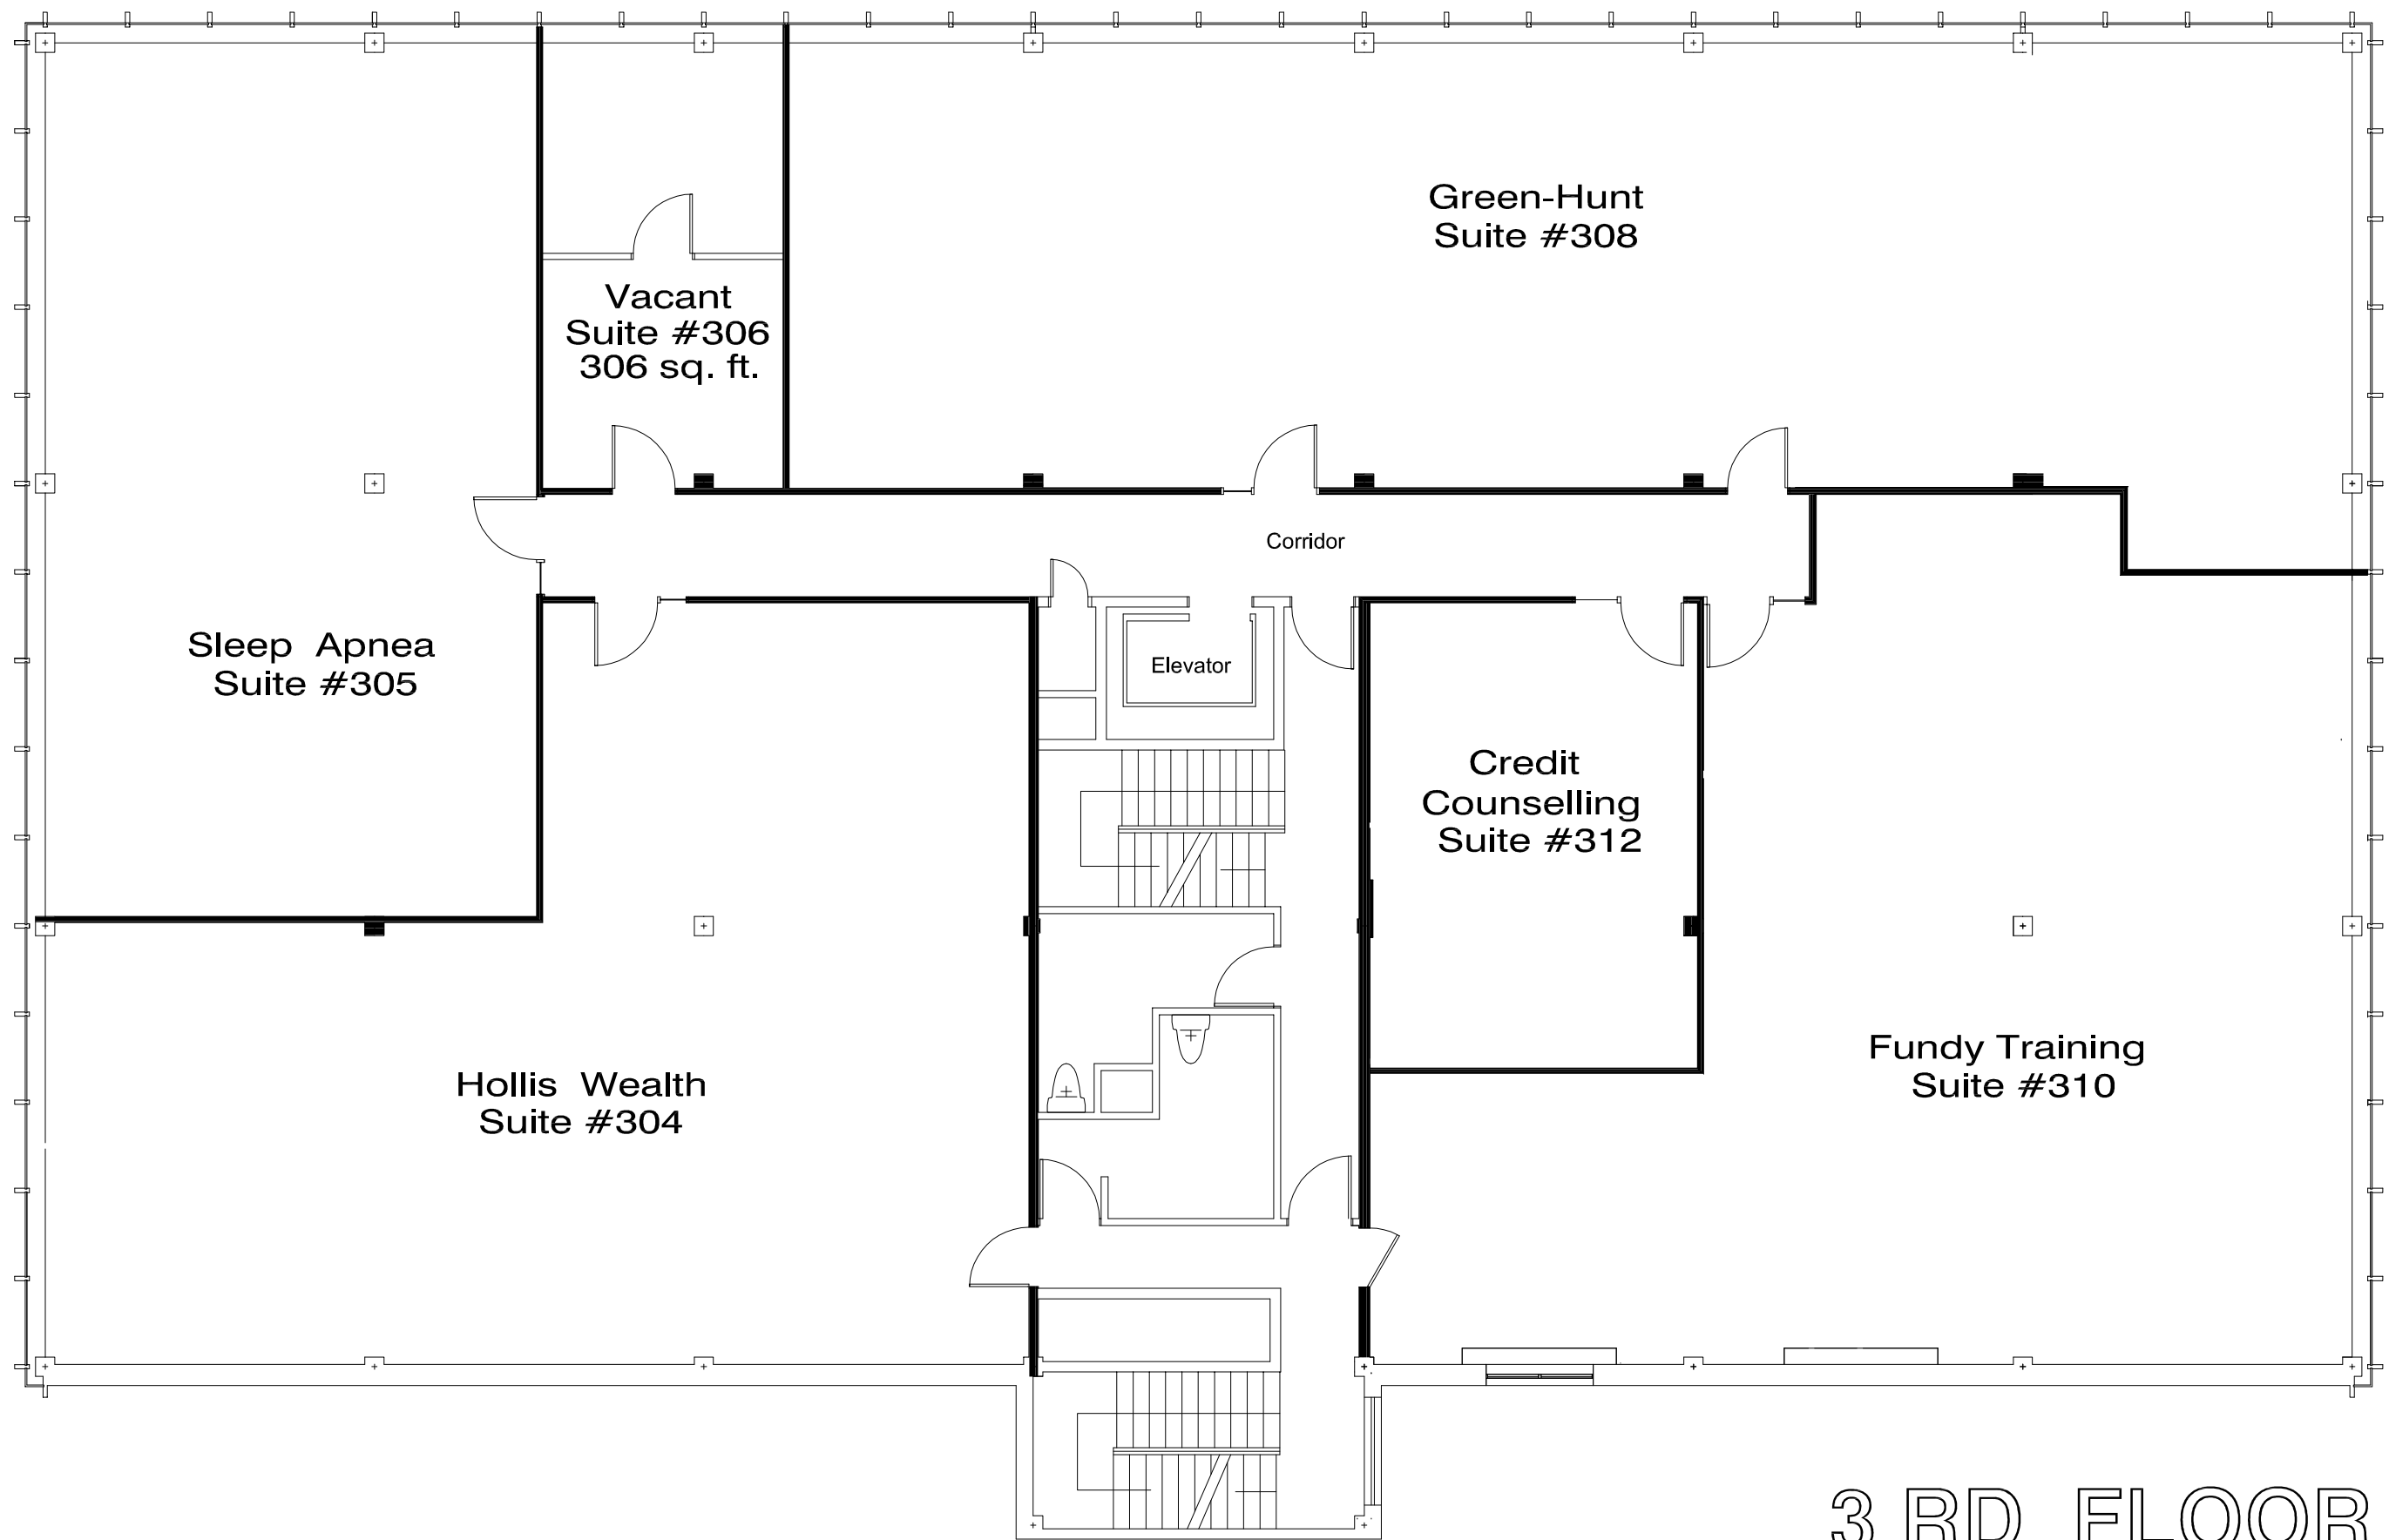 Green-Hunt
Suite #308
Vacant
Suite #306
306 sq. ft.
Corridor
Sleep Apnea
Suite #305
Elevator
Credit
Counselling
Suite #312
Hollis Wealth
Suite #304
Fundy Training
Suite #310
3 RD FLOOR